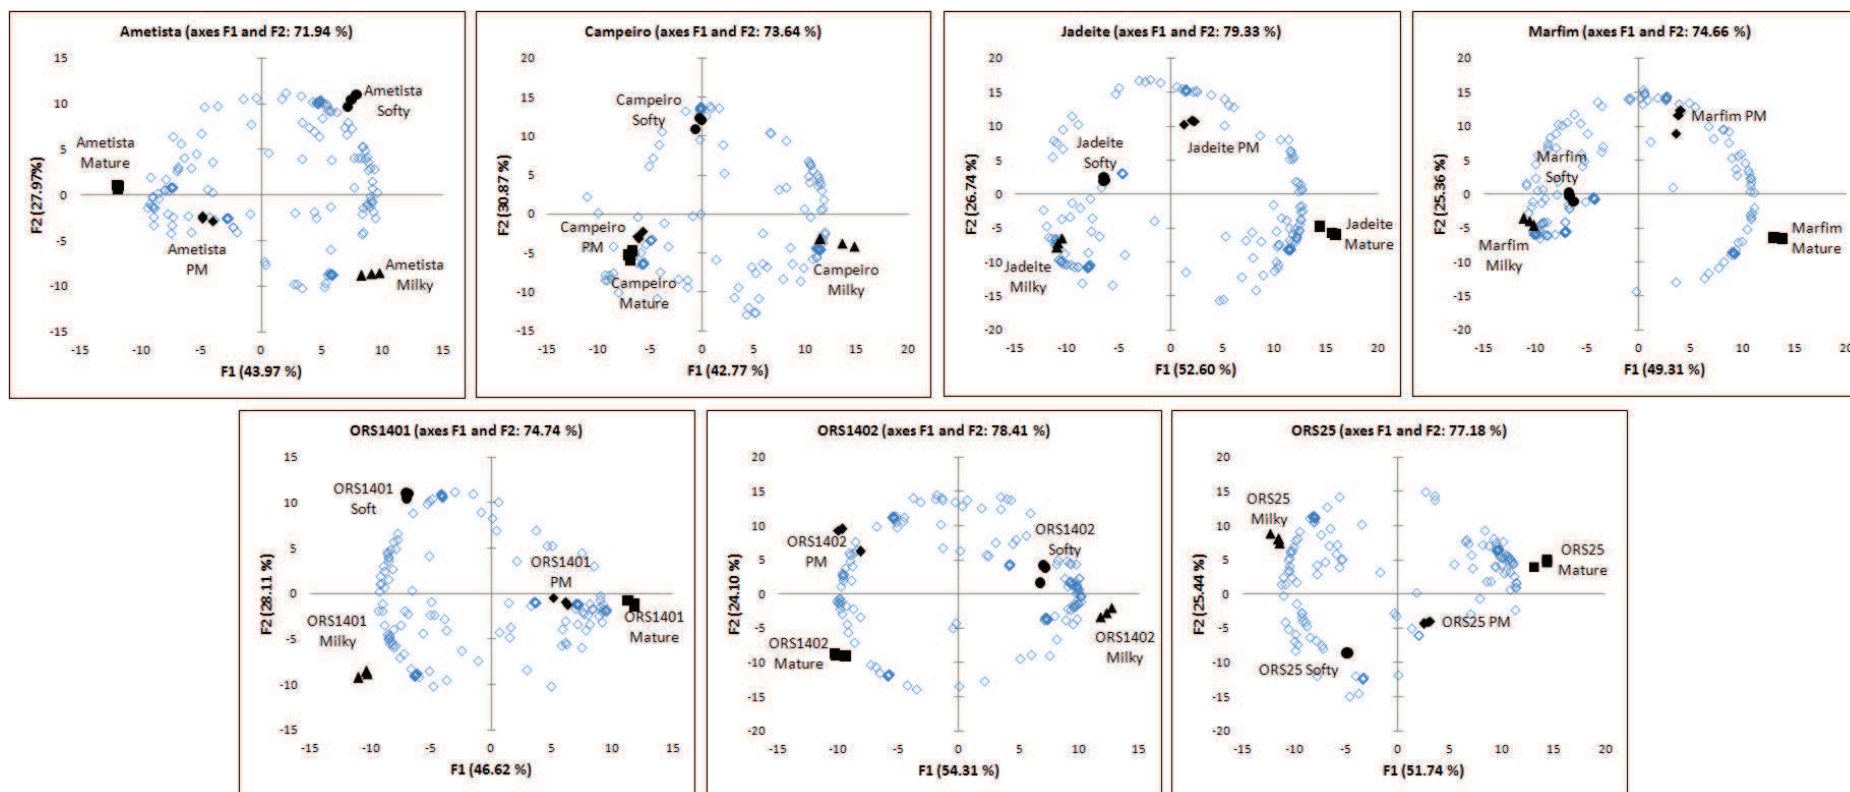 Ametista (axes F1 and F2: 71.94 %)
15
10
5
0
-5
-10
-15
F2 (27.97%)
Ametista
Softy
Ametista
Mature
Ametista
PM
Ametista
Milky
-15 -10 -5 0 5 10 15
F1 (43.97 %)
Campeiro (axes F1 and F2: 73.64 %)
20
15
10
5
0
-5
-10
-15
-20
F2 (30.87 %)
Campeiro
Softy
Campeiro
PM
Campeiro
Mature
Campeiro
Milky
-15 -10 -5 0 5 10 15 20
F1 (42.77 %)
Jadeite (axes F1 and F2: 79.33 %)
20
15
10
5
0
-5
-10
-15
-20
F2 (26.74 %)
Jadeite
Softy
Jadeite PM
Jadeite
Mature
Jadeite
Milky
-15 -10 -5 0 5 10 15 20
F1 (52.60 %)
Marfim (axes F1 and F2: 74.66 %)
20
15
10
5
0
-5
-10
-15
-20
F2 (25.36 %)
Marfim PM
Marfim
Softy
Marfim
Milky
Marfim
Mature
-15 -10 -5 0 5 10 15 20
F1 (49.31 %)
ORS1401 (axes F1 and F2: 74.74 %)
15
10
5
0
-5
-10
-15
F2 (28.11 %)
ORS1401
Soft
ORS1401
PM
ORS1401
Mature
ORS1401
Milky
-15 -10 -5 0 5 10 15
F1 (46.62 %)
ORS1402 (axes F1 and F2: 78.41 %)
20
15
10
5
0
-5
-10
-15
-20
F2 (24.10 %)
ORS1402
PM
ORS1402
Softy
ORS1402
Mature
ORS1402
Milky
-15 -10 -5 0 5 10 15
F1 (54.31 %)
ORS25 (axes F1 and F2: 77.18 %)
20
15
10
5
0
-5
-10
-15
-20
F2 (25.44 %)
ORS25
Milky
ORS25
Mature
ORS25 PM
ORS25 Softy
-15 -10 -5 0 5 10 15 20
F1 (51.74 %)